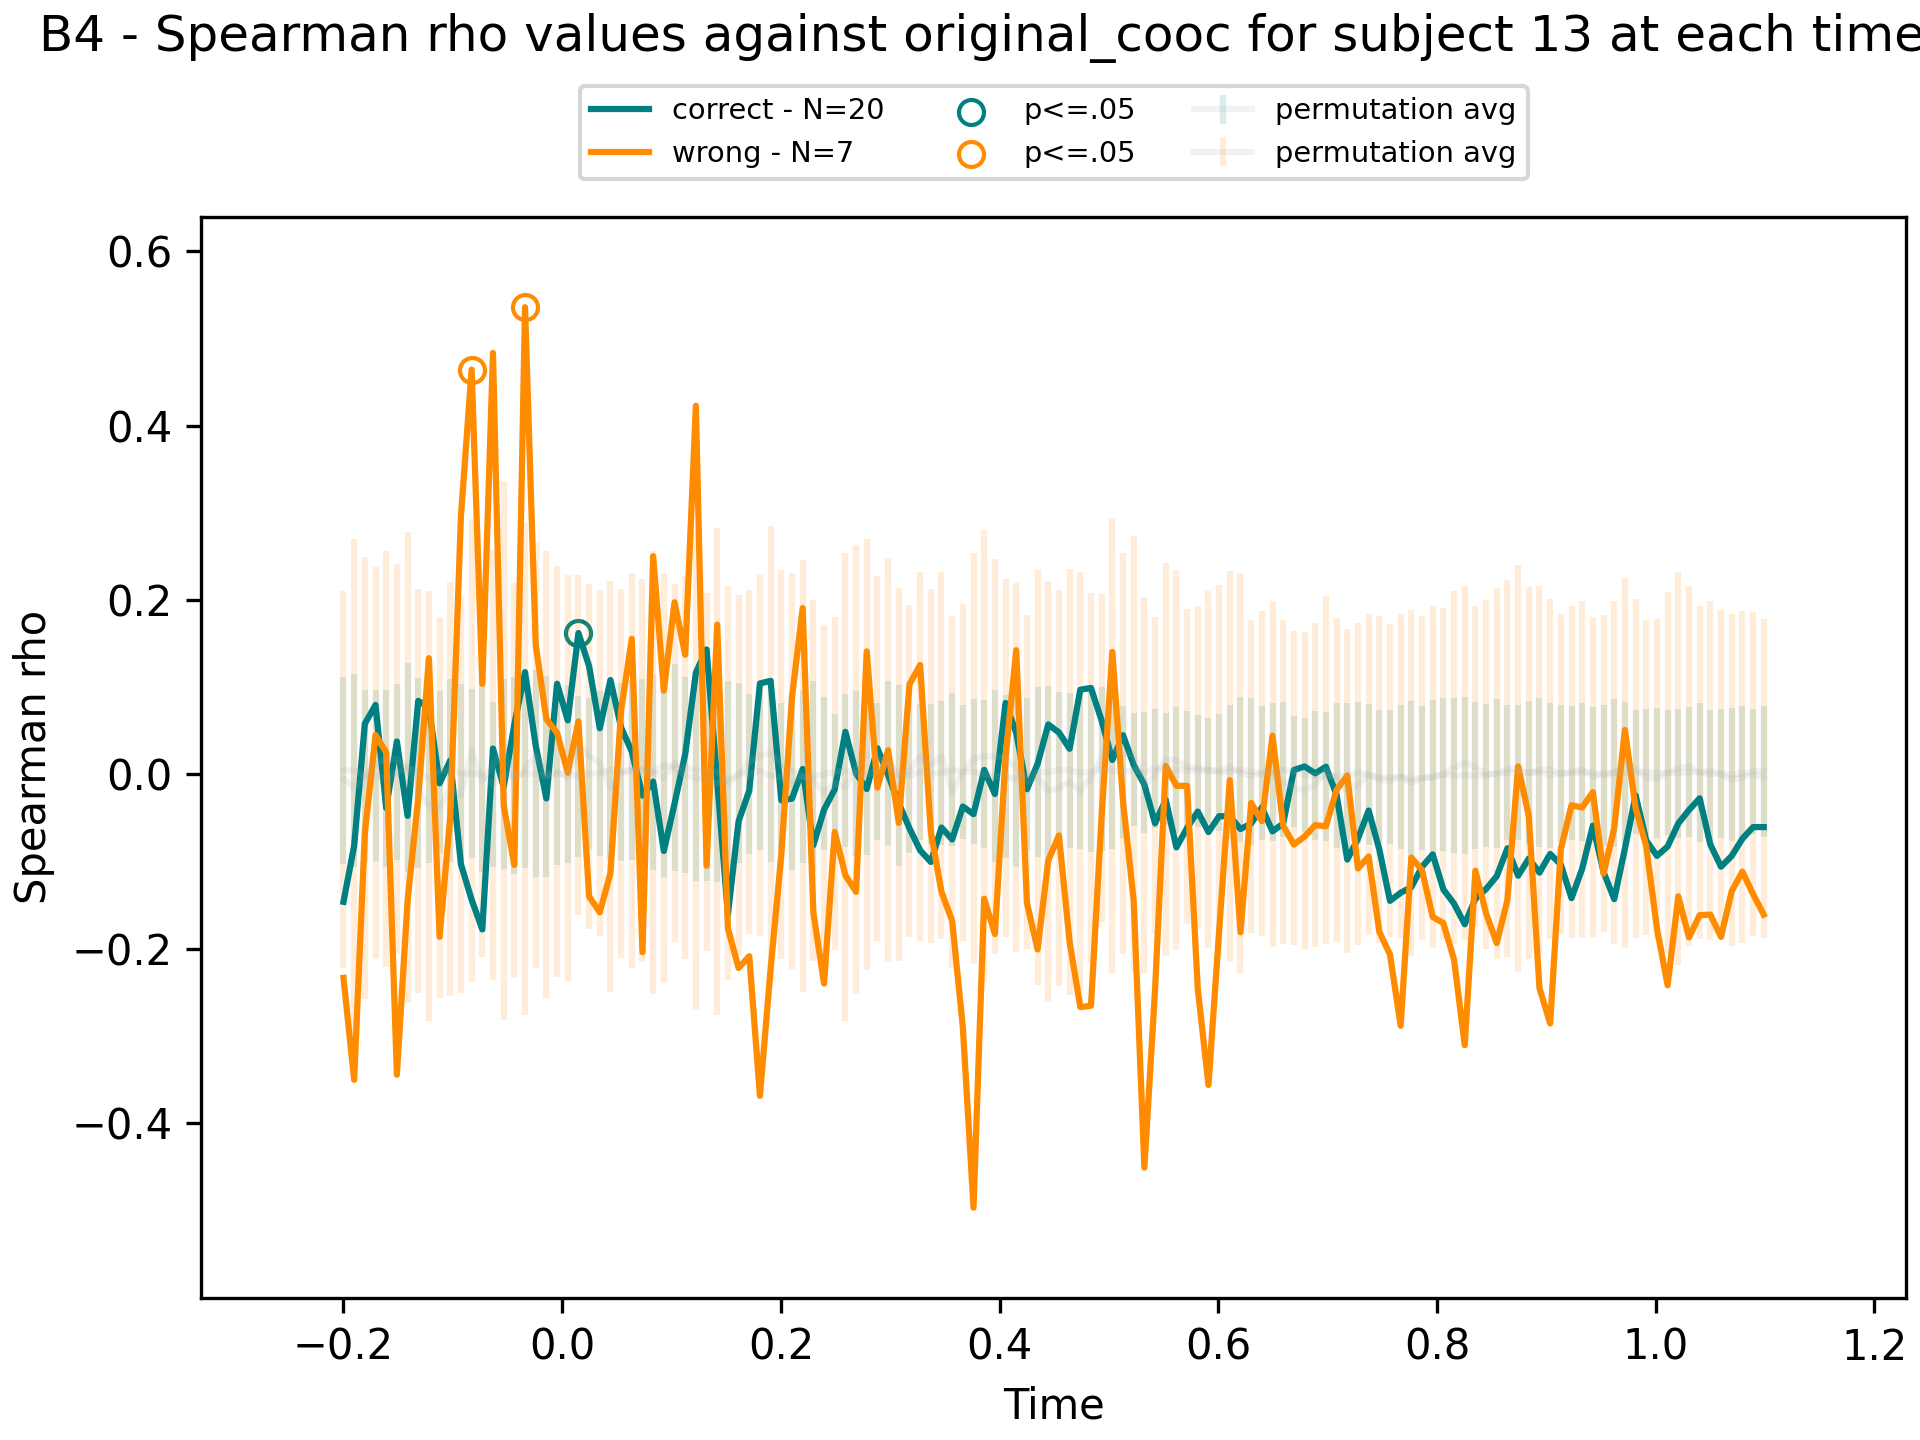 B4 - Spearman rho values against original_cooc for subject 13 at each time
correct - N=20
wrong - N=7
p<=.05
p<=.05
permutation avg
permutation avg
Spearman rho
0.6
0.4
0.2
0.0
−0.2
−0.4
−0.2
0.0
0.2
0.4
0.6
0.8
1.0
1.2
Time